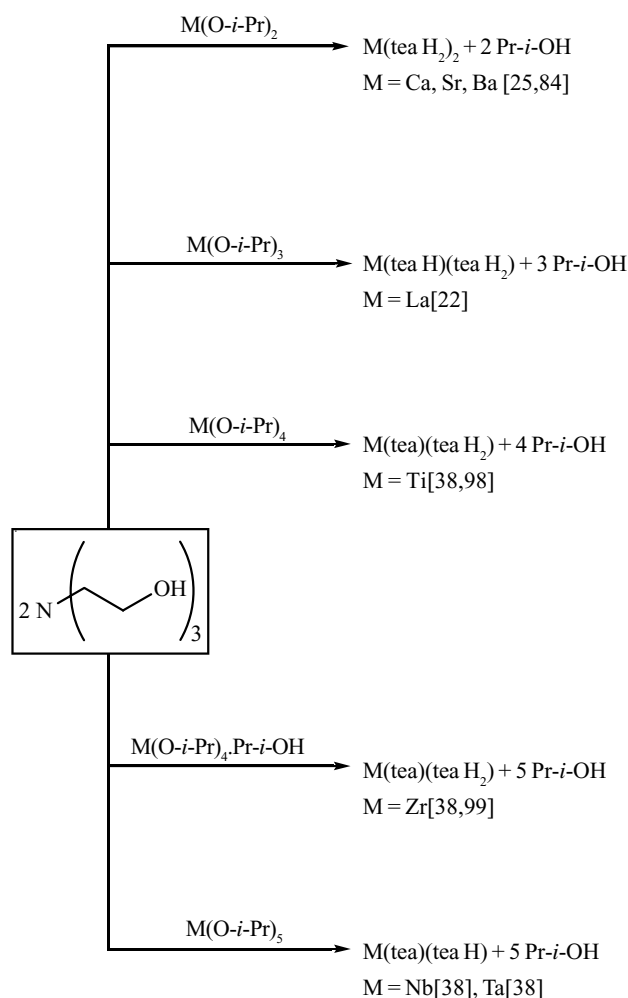 M(O-i-Pr)₂
M(tea H₂)₂ + 2 Pr-i-OH
M = Ca, Sr, Ba [25,84]
M(O-i-Pr)₃
M(tea H)(tea H₂) + 3 Pr-i-OH
M = La[22]
M(O-i-Pr)₄
M(tea)(tea H₂) + 4 Pr-i-OH
M = Ti[38,98]
2 N ( OH )₃
M(O-i-Pr)₄.Pr-i-OH
M(tea)(tea H₂) + 5 Pr-i-OH
M = Zr[38,99]
M(O-i-Pr)₅
M(tea)(tea H) + 5 Pr-i-OH
M = Nb[38], Ta[38]